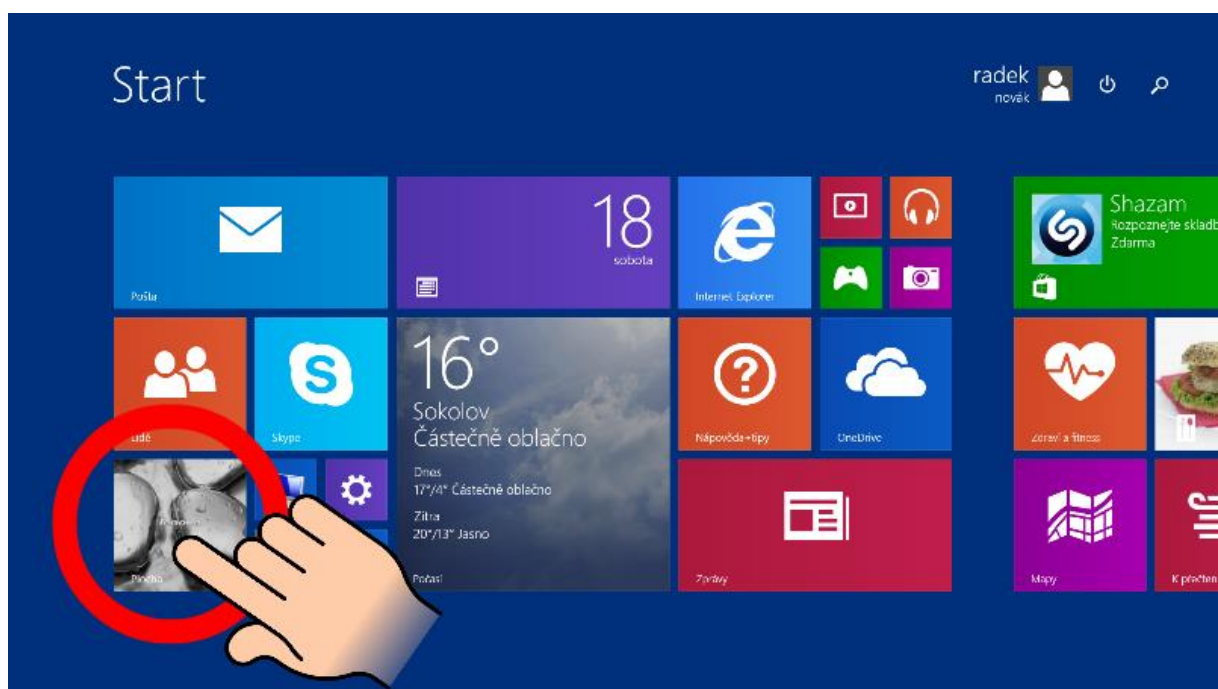 Start
radek
novák
Pošta
18
sobota
Internet Explorer
Shazam
Rozpoznejte skladb
Zdarma
Lidé
Skype
16°
Sokolov
Částečně oblačno
Dnes
17°/4° Částečně oblačno
Zítra
20°/13° Jasno
Počasí
Nápověda+tipy
OneDrive
Zdraví a fitness
Plocha
Zprávy
Mapy
K přečten